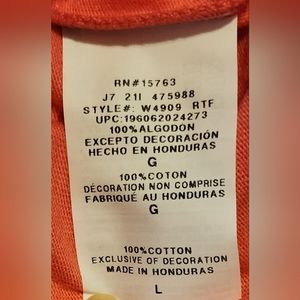 RN#15763
J7 211 475988
STYLE#: W4909 RTF
UPC:196062024273
100%ALGODON
EXCEPTO DECORACIÓN
HECHO EN HONDURAS
G
100%COTON
DÉCORATION NON COMPRISE
FABRIQUÉ AU HONDURAS
G
100%COTTON
EXCLUSIVE OF DECORATION
MADE IN HONDURAS
L